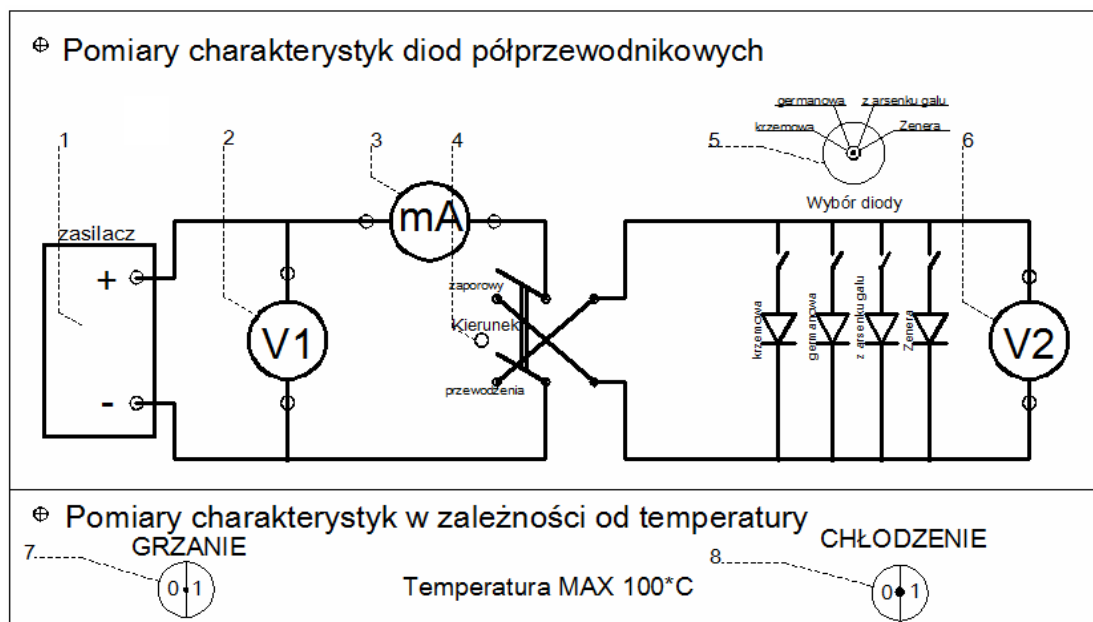 Pomiary charakterystyk diod półprzewodnikowych
germanowa z arsenku galu
krzemowa Zenera
1 2 3 4 5 6
Wybór diody
zasilacz
mA
+
zaporowy
Kierunek
V1
V2
krzemowa
germanowa
z arsenku galu
Zenera
przewodzenia
-
Pomiary charakterystyk w zależności od temperatury
7 GRZANIE
0 1
Temperatura MAX 100*C
8 CHŁODZENIE
0 1